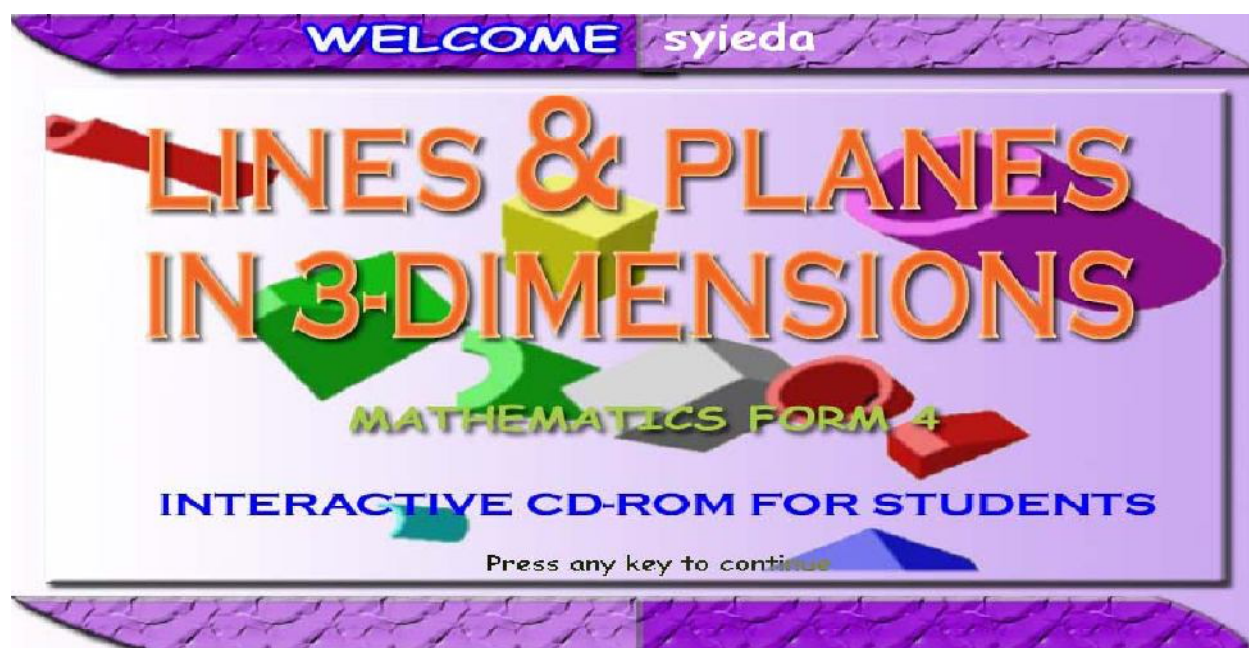 WELCOME syieda
LINES & PLANES
IN 3-DIMENSIONS
MATHEMATICS FORM 4
INTERACTIVE CD-ROM FOR STUDENTS
Press any key to continue